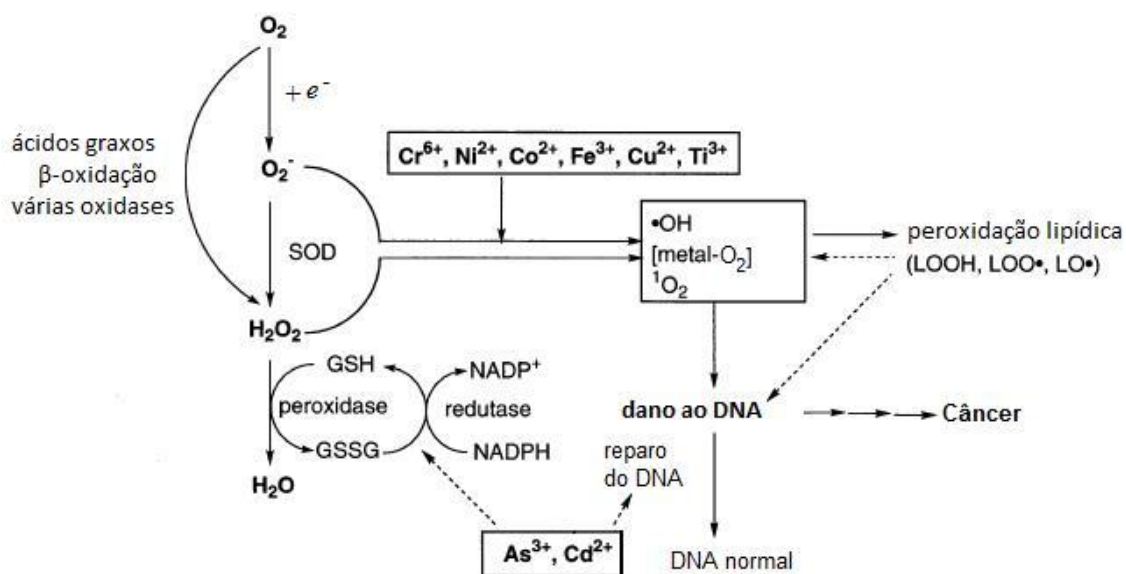 O₂
+ e⁻
ácidos graxos
β-oxidação
várias oxidases
O₂⁻
SOD
H₂O₂
Cr⁶⁺, Ni²⁺, Co²⁺, Fe³⁺, Cu²⁺, Ti³⁺
•OH
[metal-O₂]
¹O₂
peroxidação lipídica
(LOOH, LOO•, LO•)
GSH
NADP⁺
peroxidase
redutase
GSSG
NADPH
H₂O
dano ao DNA
Câncer
reparo
do DNA
As³⁺, Cd²⁺
DNA normal